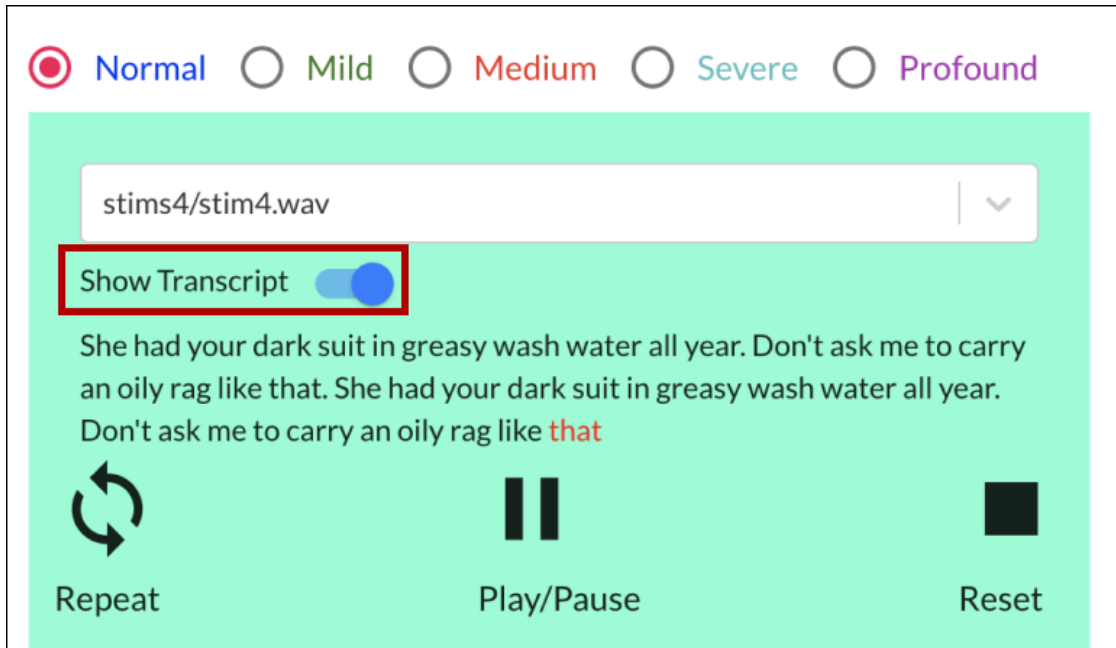 Normal Mild Medium Severe Profound
stims4/stim4.wav
Show Transcript
She had your dark suit in greasy wash water all year. Don't ask me to carry
an oily rag like that. She had your dark suit in greasy wash water all year.
Don't ask me to carry an oily rag like that
Repeat Play/Pause Reset